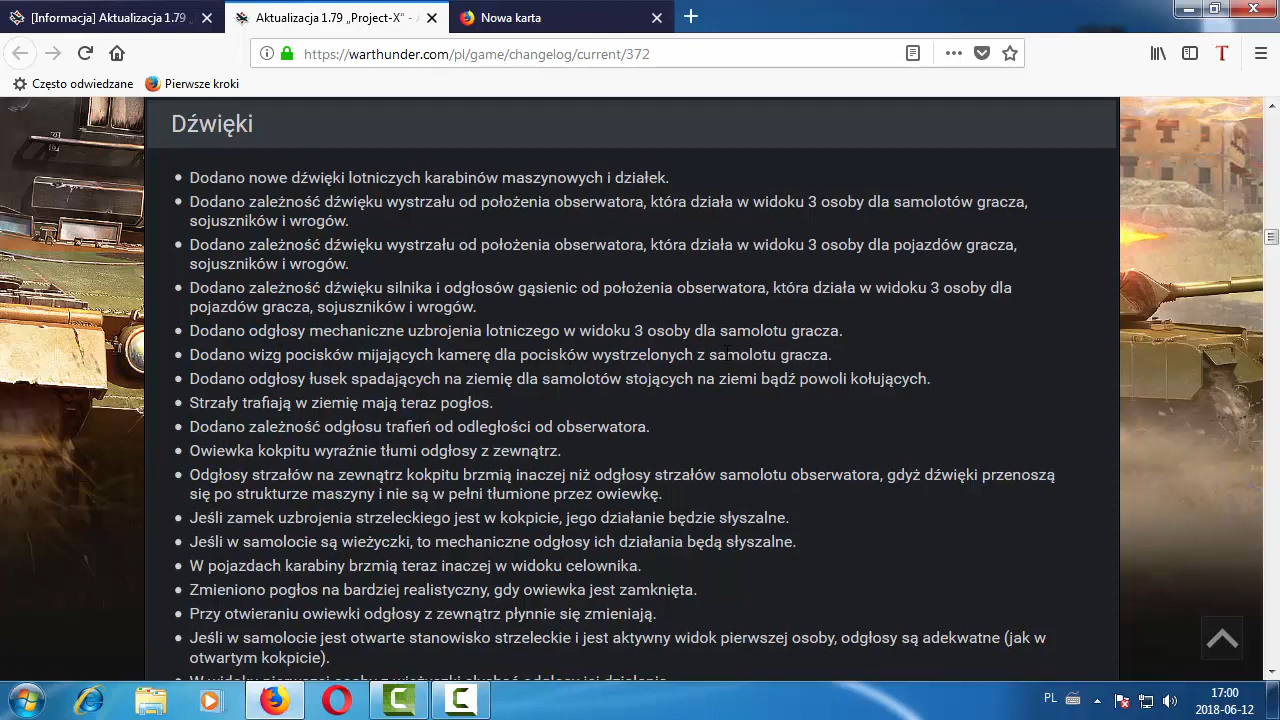 [Informacja] Aktualizacja 1.79
Aktualizacja 1.79 „Project-X” -
Nowa karta
https://warthunder.com/pl/game/changelog/current/372
Często odwiedzane
Pierwsze kroki
Dźwięki
Dodano nowe dźwięki lotniczych karabinów maszynowych i działek.
Dodano zależność dźwięku wystrzału od położenia obserwatora, która działa w widoku 3 osoby dla samolotów gracza,
sojuszników i wrogów.
Dodano zależność dźwięku wystrzału od położenia obserwatora, która działa w widoku 3 osoby dla pojazdów gracza,
sojuszników i wrogów.
Dodano zależność dźwięku silnika i odgłosów gąsienic od położenia obserwatora, która działa w widoku 3 osoby dla
pojazdów gracza, sojuszników i wrogów.
Dodano odgłosy mechaniczne uzbrojenia lotniczego w widoku 3 osoby dla samolotu gracza.
Dodano wizg pocisków mijających kamerę dla pocisków wystrzelonych z samolotu gracza.
Dodano odgłosy łusek spadających na ziemię dla samolotów stojących na ziemi bądź powoli kołujących.
Strzały trafiają w ziemię mają teraz pogłos.
Dodano zależność odgłosu trafień od odległości od obserwatora.
Owiewka kokpitu wyraźnie tłumi odgłosy z zewnątrz.
Odgłosy strzałów na zewnątrz kokpitu brzmią inaczej niż odgłosy strzałów samolotu obserwatora, gdyż dźwięki przenoszą
się po strukturze maszyny i nie są w pełni tłumione przez owiewkę.
Jeśli zamek uzbrojenia strzeleckiego jest w kokpicie, jego działanie będzie słyszalne.
Jeśli w samolocie są wieżyczki, to mechaniczne odgłosy ich działania będą słyszalne.
W pojazdach karabiny brzmią teraz inaczej w widoku celownika.
Zmieniono pogłos na bardziej realistyczny, gdy owiewka jest zamknięta.
Przy otwieraniu owiewki odgłosy z zewnątrz płynnie się zmieniają.
Jeśli w samolocie jest otwarte stanowisko strzeleckie i jest aktywny widok pierwszej osoby, odgłosy są adekwatne (jak w
otwartym kokpicie).
PL
17:00
2018-06-12